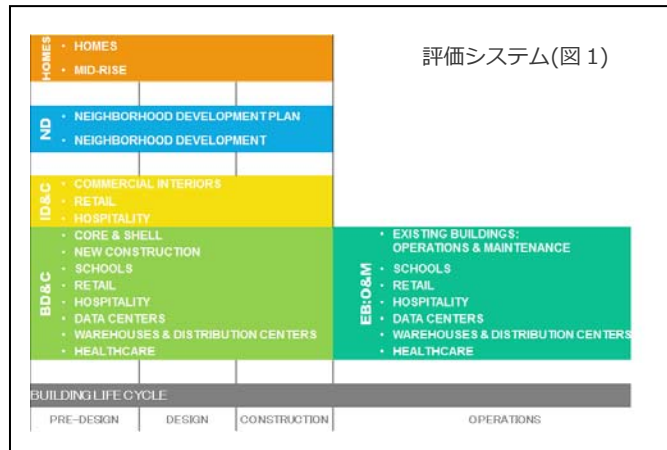 評価システム(図1)
HOMES
・ HOMES
・ MID-RISE
ND
・ NEIGHBORHOOD DEVELOPMENT PLAN
・ NEIGHBORHOOD DEVELOPMENT
ID&C
・ COMMERCIAL INTERIORS
・ RETAIL
・ HOSPITALITY
BD&C
・ CORE & SHELL
・ NEW CONSTRUCTION
・ SCHOOLS
・ RETAIL
・ HOSPITALITY
・ DATA CENTERS
・ WAREHOUSES & DISTRIBUTION CENTERS
・ HEALTHCARE
EB:O&M
・ EXISTING BUILDINGS:
OPERATIONS & MAINTENANCE
・ SCHOOLS
・ RETAIL
・ HOSPITALITY
・ DATA CENTERS
・ WAREHOUSES & DISTRIBUTION CENTERS
・ HEALTHCARE
BUILDING LIFE CYCLE
PRE-DESIGN DESIGN CONSTRUCTION OPERATIONS